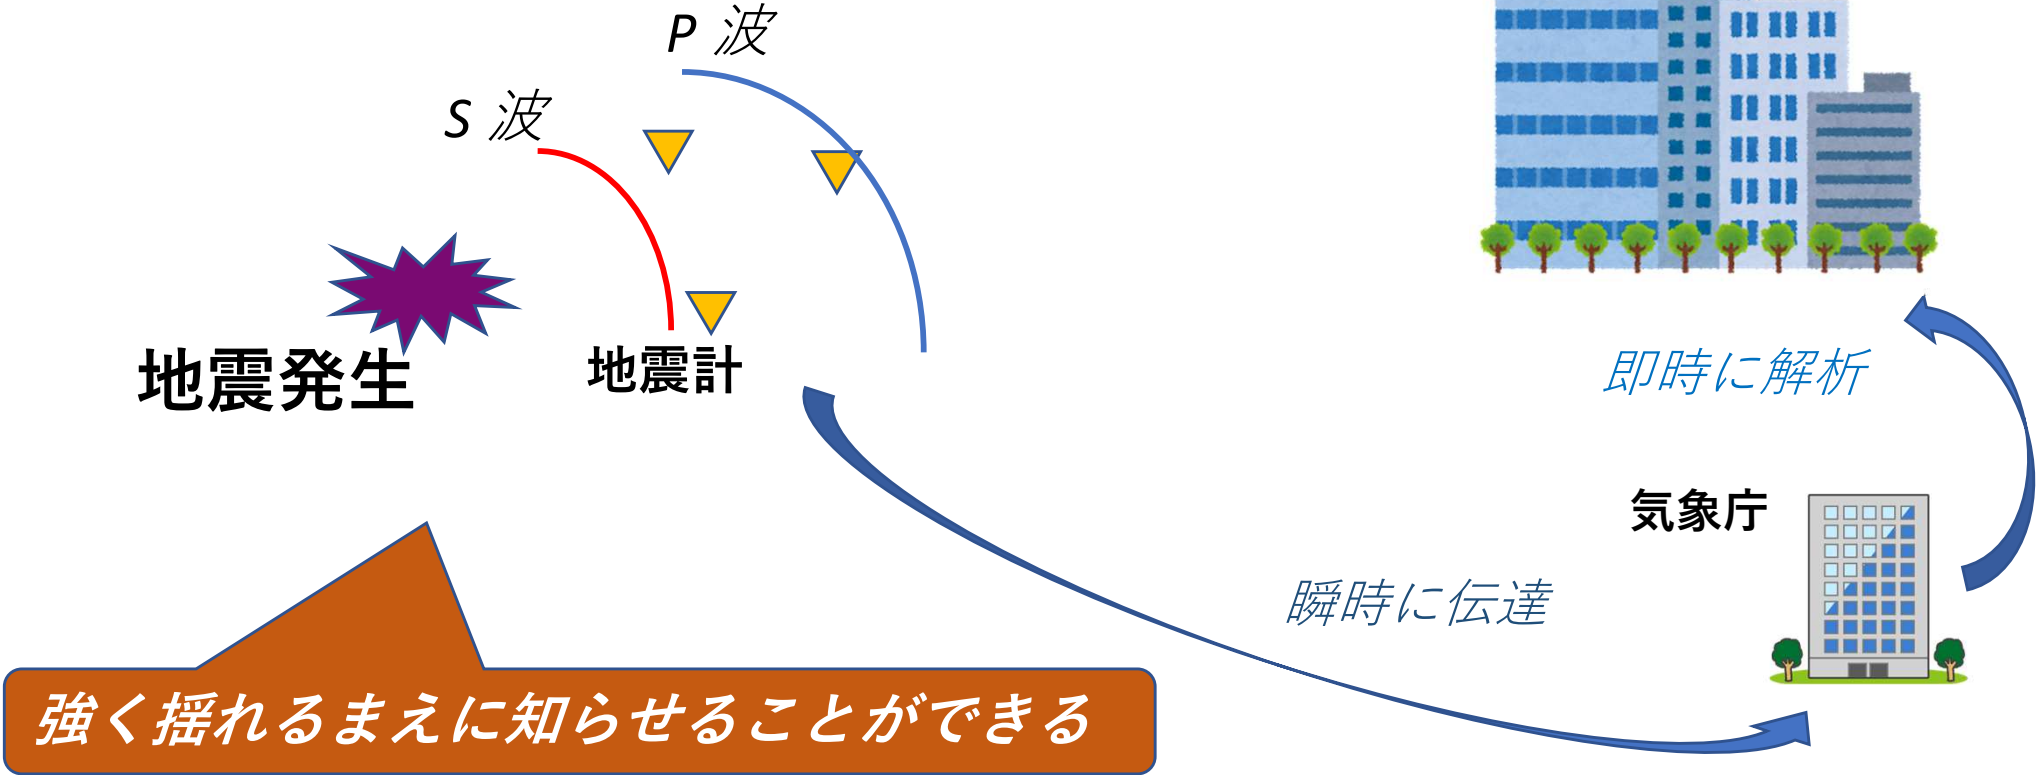 P 波
S 波
地震発生
地震計
即時に解析
気象庁
瞬時に伝達
強く揺れるまえに知らせることができる